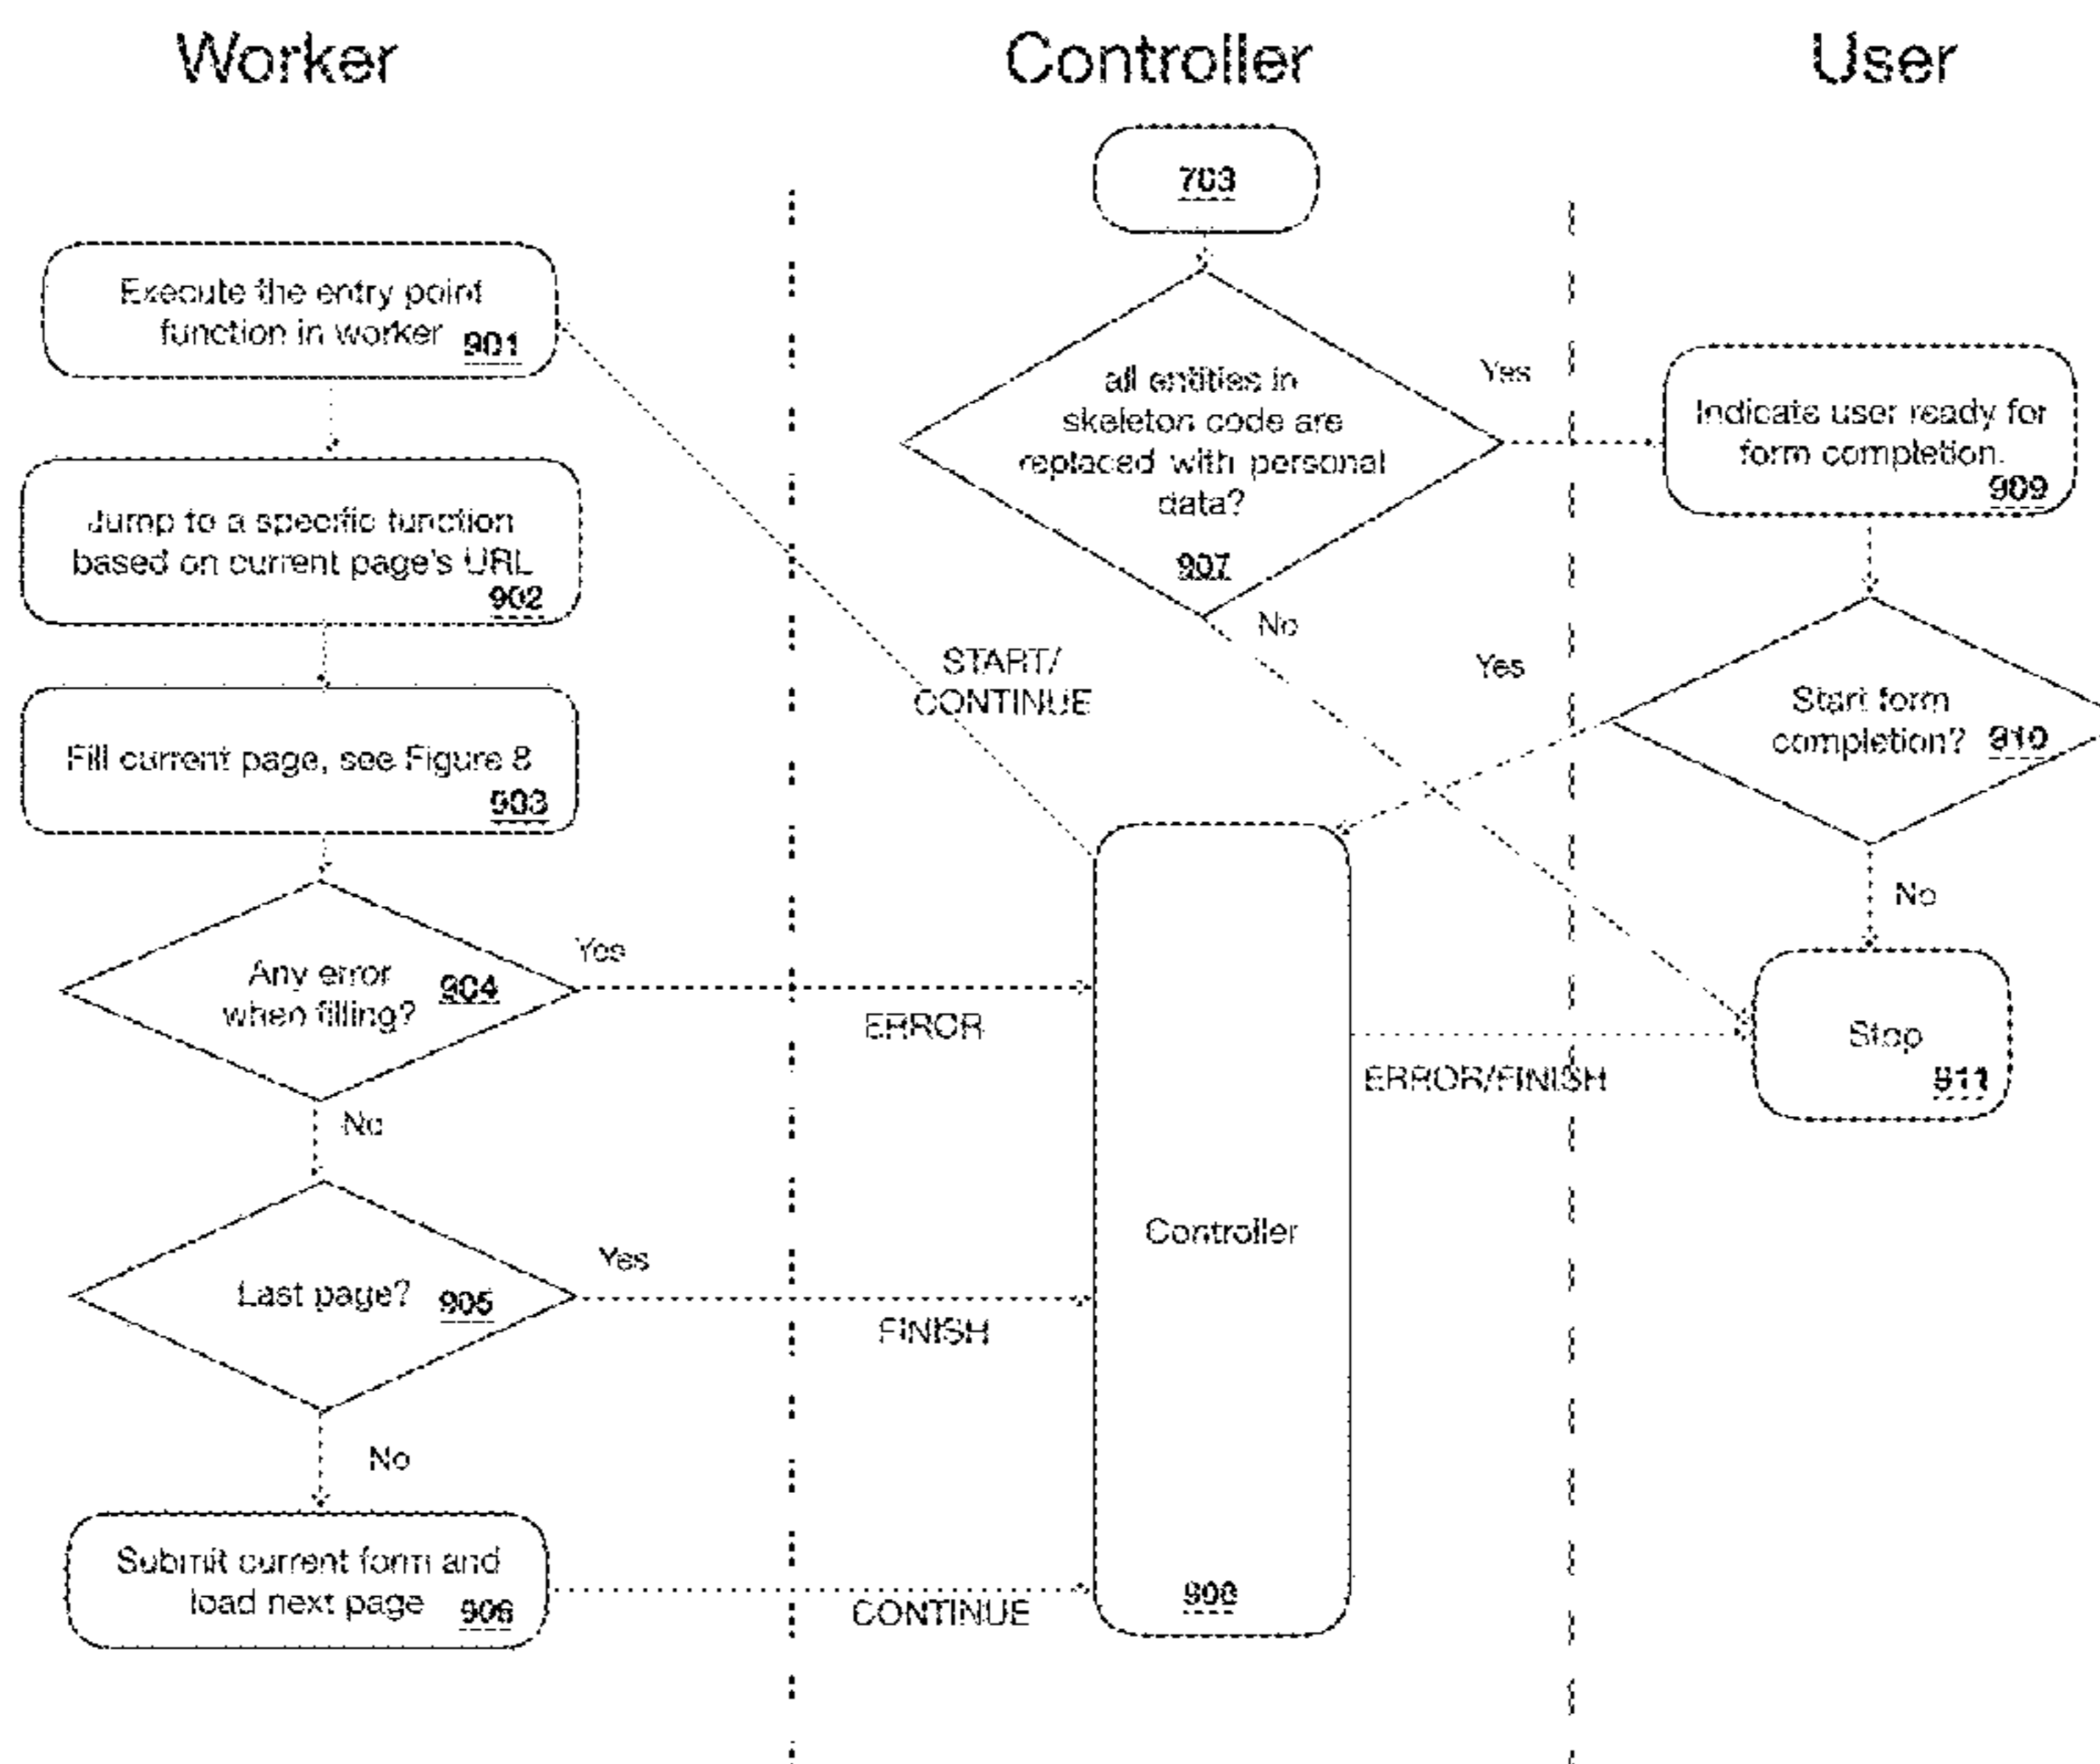 Worker
Controller
User
703
Execute the entry point
function in worker 901
Jump to a specific function
based on current page's URL
902
Fill current page, see Figure 8
903
Any error
when filling? 904
Yes
ERROR
No
Last page? 905
Yes
FINISH
No
Submit current form and
load next page 906
CONTINUE
all entities in
skeleton code are
replaced with personal
data?
907
Yes
No
START/
CONTINUE
Controller
908
ERROR/FINISH
Indicate user ready for
form completion.
909
Yes
Start form
completion? 910
No
Stop
911